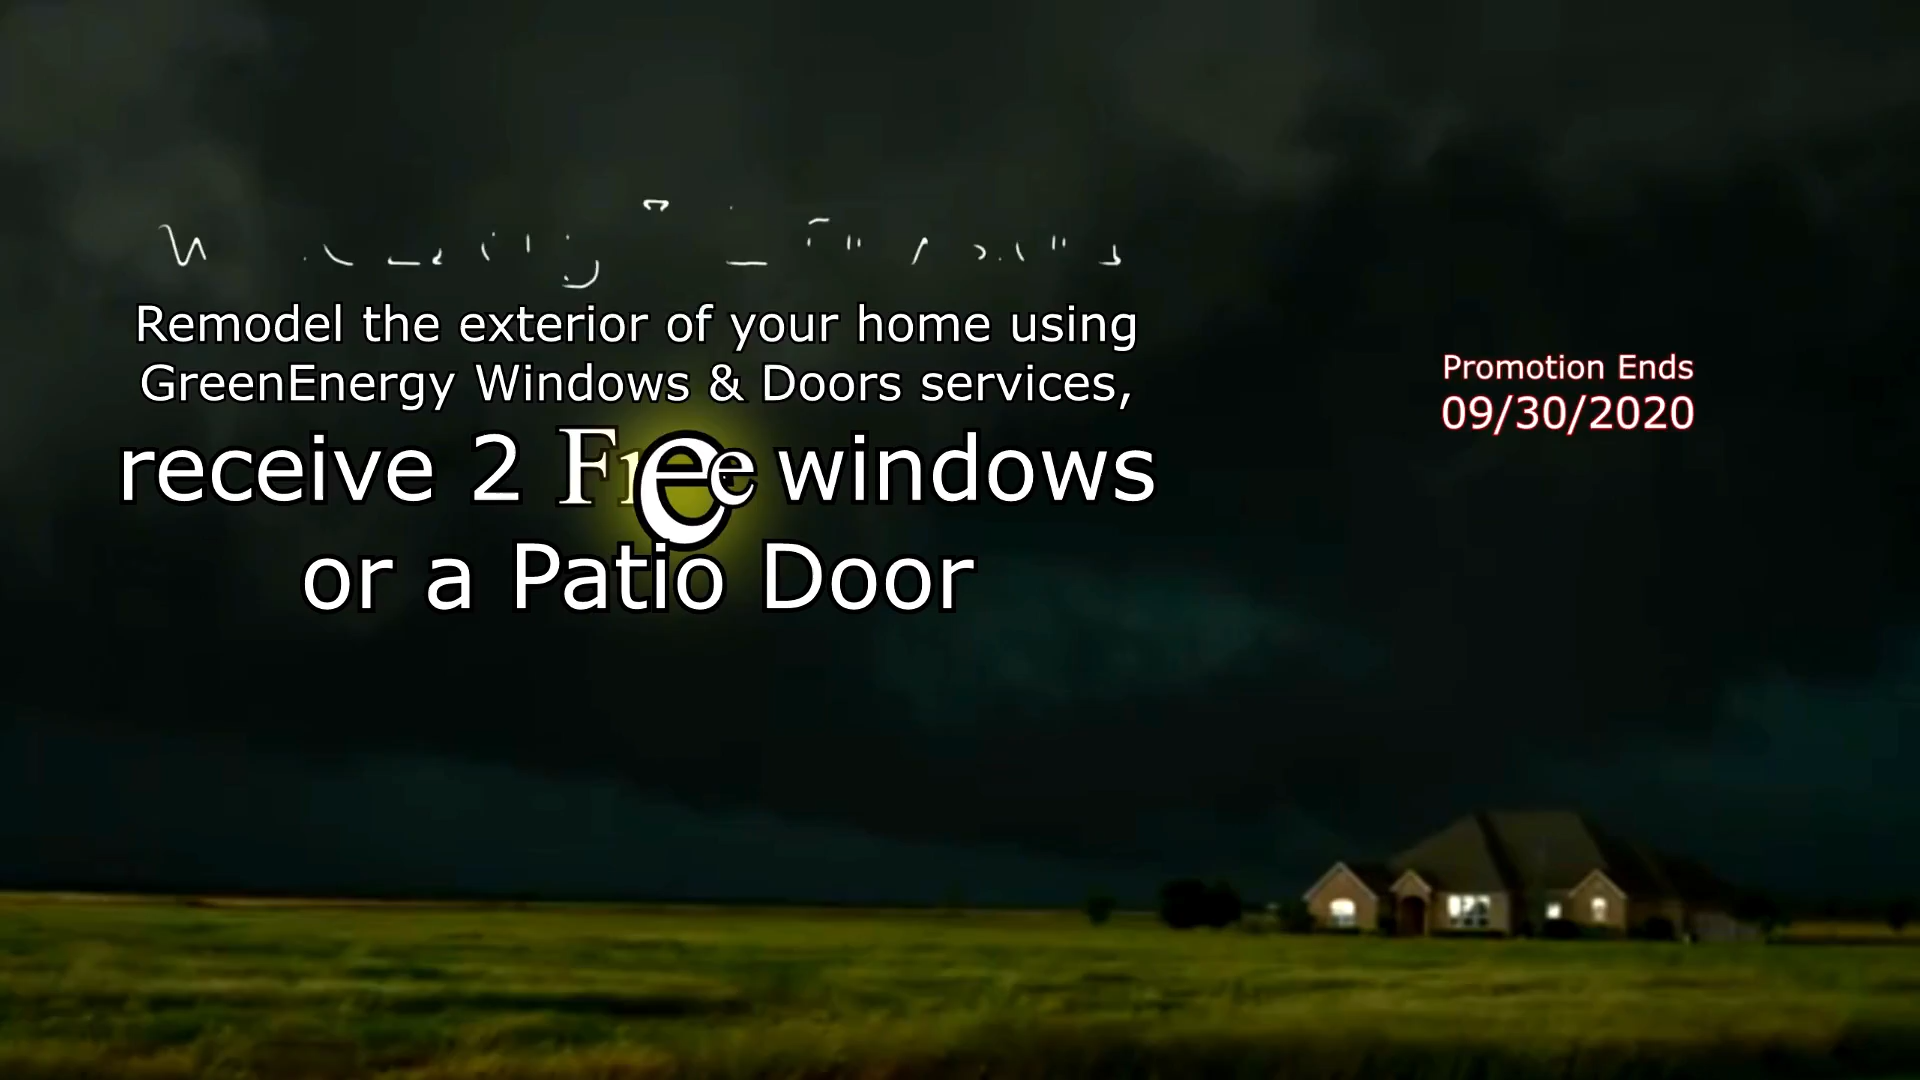 Remodel the exterior of your home using
GreenEnergy Windows & Doors services,
receive 2 Free windows
or a Patio Door
Promotion Ends
09/30/2020